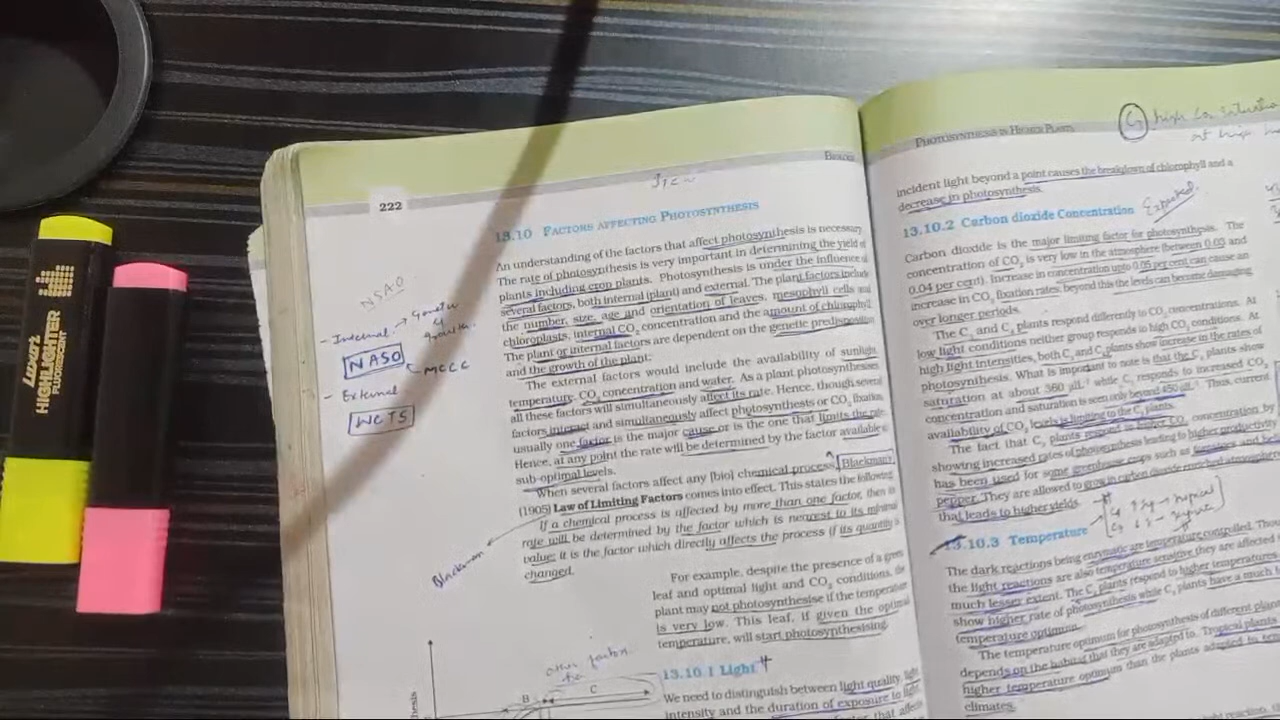 Luxor
HIGHLIGHTER
FLUORESCENT
222
BIOLOGY
13.10 FACTORS AFFECTING PHOTOSYNTHESIS
An understanding of the factors that affect photosynthesis is necessary.
The rate of photosynthesis is very important in determining the yield of
plants including crop plants. Photosynthesis is under the influence of
several factors, both internal (plant) and external. The plant factors include
the number, size, age and orientation of leaves, mesophyll cells and
chloroplasts, internal CO₂ concentration and the amount of chlorophyll.
The plant or internal factors are dependent on the genetic predisposition
and the growth of the plant.
The external factors would include the availability of sunlight,
temperature, CO₂ concentration and water. As a plant photosynthesises
all these factors will simultaneously affect its rate. Hence, though several
factors interact and simultaneously affect photosynthesis or CO₂ fixation,
usually one factor is the major cause or is the one that limits the rate.
Hence, at any point the rate will be determined by the factor available at
sub-optimal levels.
When several factors affect any [bio] chemical process, Blackman's
(1905) Law of Limiting Factors comes into effect. This states the following:
If a chemical process is affected by more than one factor, then its
rate will be determined by the factor which is nearest to its minimal
value: it is the factor which directly affects the process if its quantity is
changed.
For example, despite the presence of a green
leaf and optimal light and CO₂ conditions, the
plant may not photosynthesise if the temperature
is very low. This leaf, if given the optimal
temperature, will start photosynthesising.
13.10.1 Light
We need to distinguish between light quality, light
intensity and the duration of exposure to light
NSAO
- Internal → Genetic
&
growth.
NASO
MCCC
- External
WCTS
Blackman
other factors
B
C
PHOTOSYNTHESIS IN HIGHER PLANTS
C₃ high
at high
incident light beyond a point causes the breakdown of chlorophyll and a
decrease in photosynthesis.
13.10.2 Carbon dioxide Concentration
Carbon dioxide is the major limiting factor for photosynthesis. The
concentration of CO₂ is very low in the atmosphere (between 0.03 and
0.04 per cent). Increase in concentration upto 0.05 per cent can cause an
increase in CO₂ fixation rates; beyond this the levels can become damaging
over longer periods.
The C₃ and C₄ plants respond differently to CO₂ concentrations. At
low light conditions neither group responds to high CO₂ conditions. At
high light intensities, both C₃ and C₄ plants show increase in the rates of
photosynthesis. What is important to note is that the C₄ plants show
saturation at about 360 µlL⁻¹ while C₃ responds to increased CO₂
concentration and saturation is seen only beyond 450 µlL⁻¹. Thus, current
availability of CO₂ levels is limiting to the C₃ plants.
The fact that C₃ plants respond to higher CO₂ concentration by
showing increased rates of photosynthesis leading to higher productivity
has been used for some greenhouse crops such as tomatoes and bell
pepper. They are allowed to grow in carbon dioxide enriched atmosphere
that leads to higher yields.
13.10.3 Temperature
The dark reactions being enzymatic are temperature controlled. Though
the light reactions are also temperature sensitive they are affected
much lesser extent. The C₄ plants respond to higher temperatures
show higher rate of photosynthesis while C₃ plants have a much
temperature optimum.
The temperature optimum for photosynthesis of different plants
depends on the habitat that they are adapted to. Tropical plants
higher temperature optimum than the plants adapted to
climates.